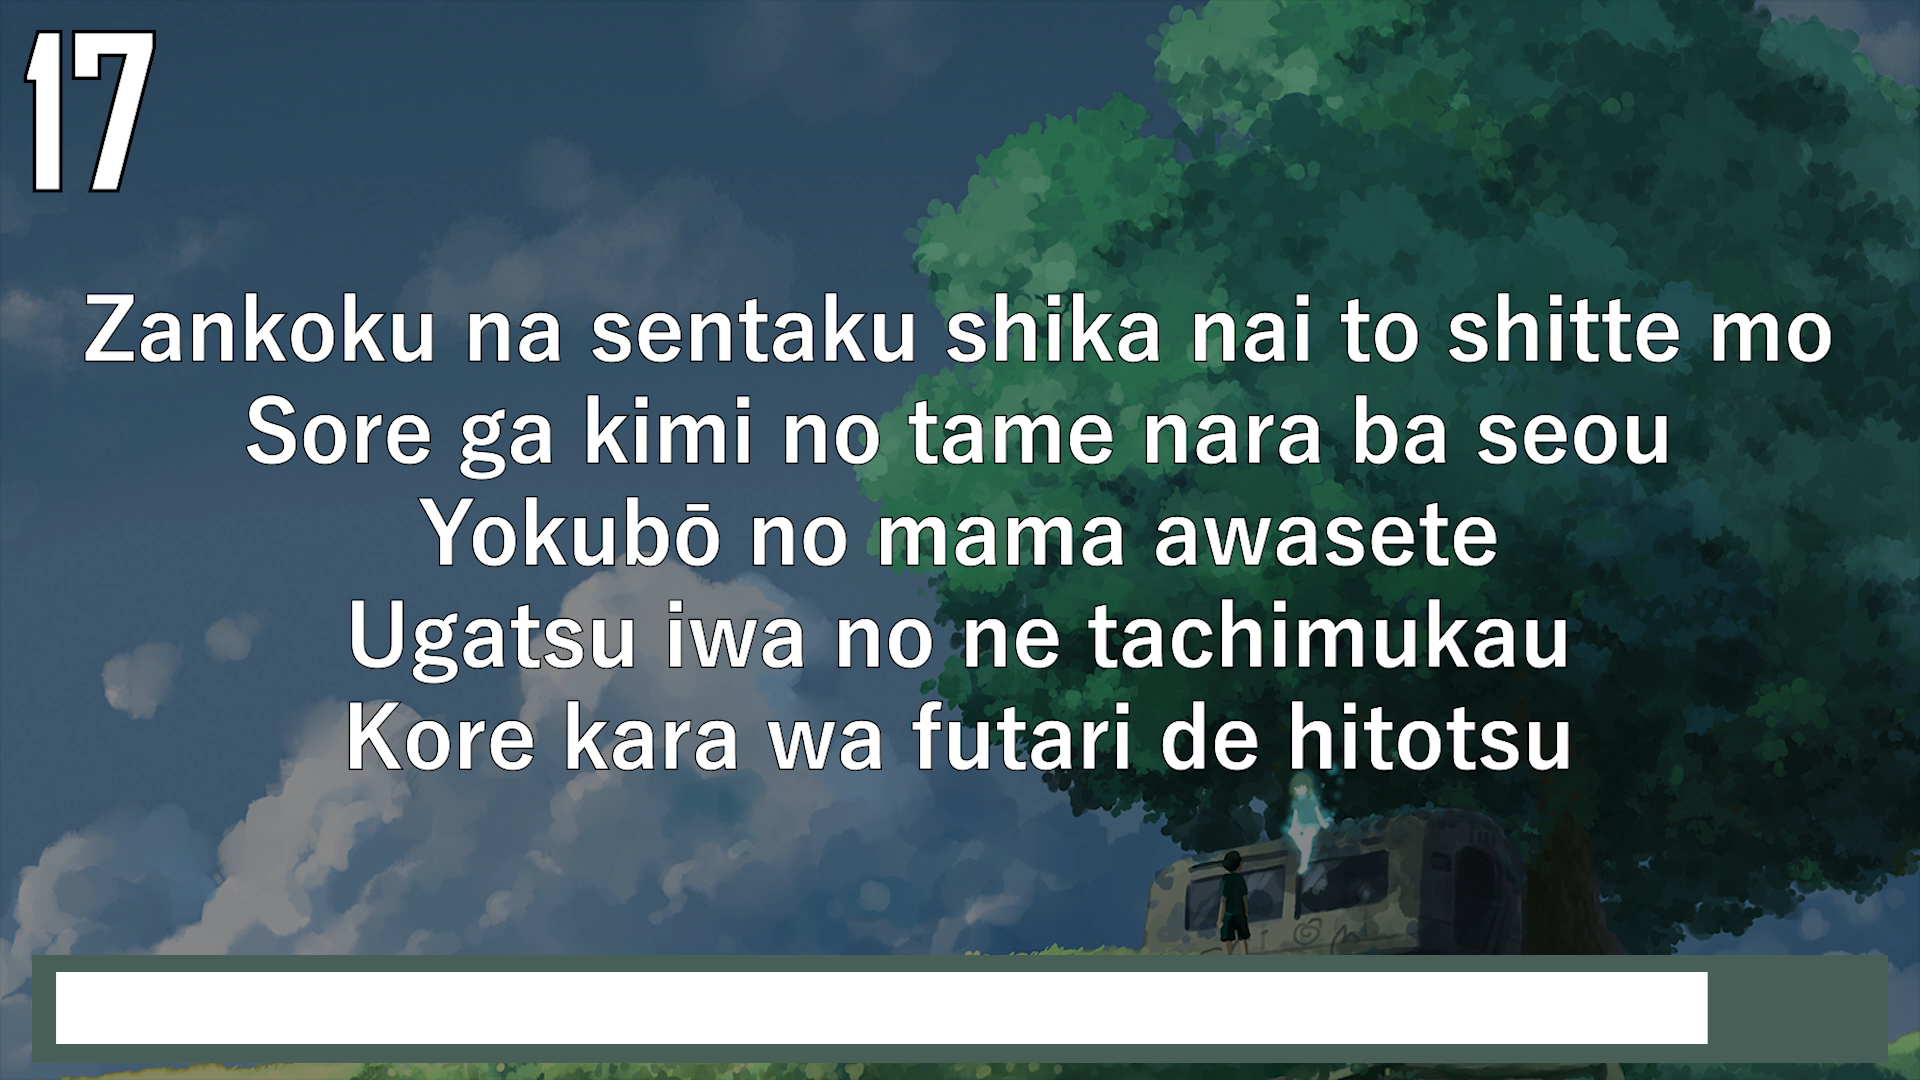 17
Zankoku na sentaku shika nai to shitte mo
Sore ga kimi no tame nara ba seou
Yokubō no mama awasete
Ugatsu iwa no ne tachimukau
Kore kara wa futari de hitotsu